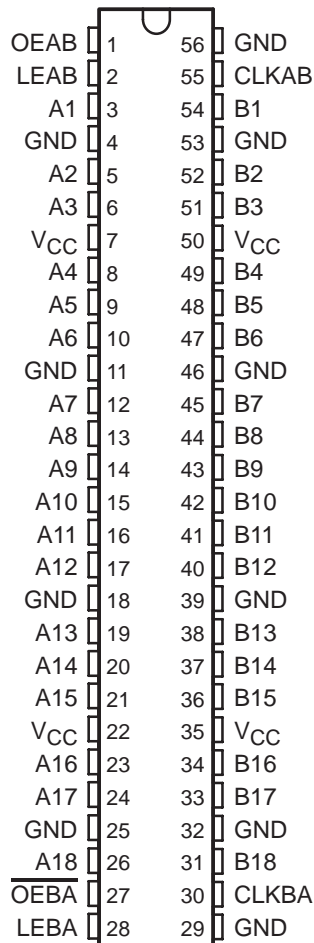 OEAB 1 56 GND
LEAB 2 55 CLKAB
A1 3 54 B1
GND 4 53 GND
A2 5 52 B2
A3 6 51 B3
VCC 7 50 VCC
A4 8 49 B4
A5 9 48 B5
A6 10 47 B6
GND 11 46 GND
A7 12 45 B7
A8 13 44 B8
A9 14 43 B9
A10 15 42 B10
A11 16 41 B11
A12 17 40 B12
GND 18 39 GND
A13 19 38 B13
A14 20 37 B14
A15 21 36 B15
VCC 22 35 VCC
A16 23 34 B16
A17 24 33 B17
GND 25 32 GND
A18 26 31 B18
O̅E̅B̅A̅ 27 30 CLKBA
LEBA 28 29 GND